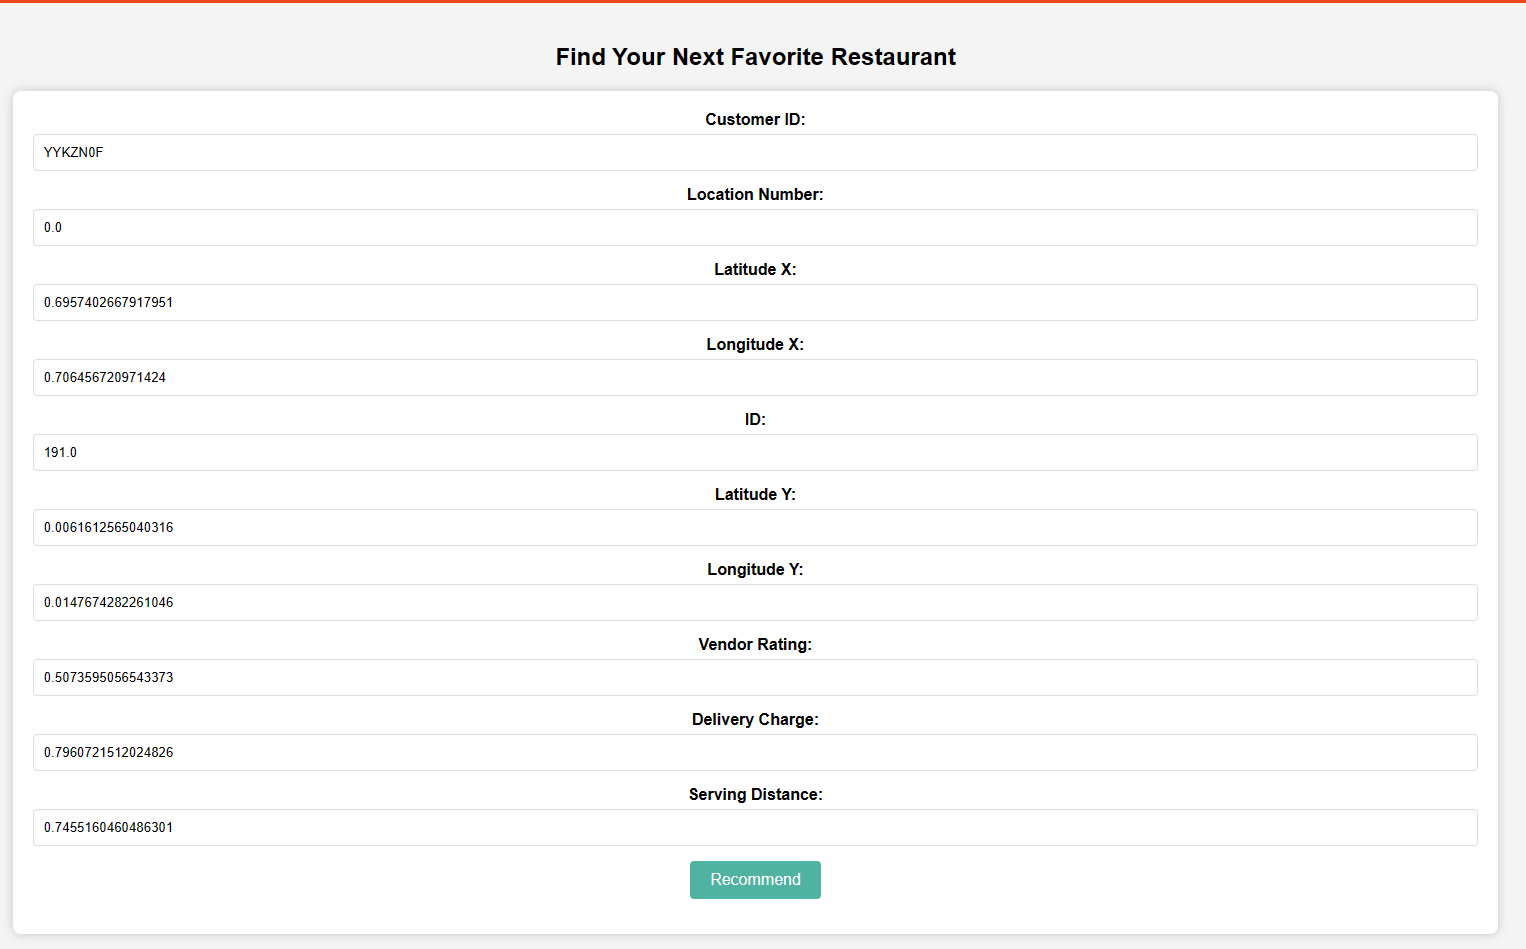 Find Your Next Favorite Restaurant
Customer ID:
YYKZN0F
Location Number:
0.0
Latitude X:
0.6957402667917951
Longitude X:
0.706456720971424
ID:
191.0
Latitude Y:
0.0061612565040316
Longitude Y:
0.0147674282261046
Vendor Rating:
0.5073595056543373
Delivery Charge:
0.7960721512024826
Serving Distance:
0.7455160460486301
Recommend